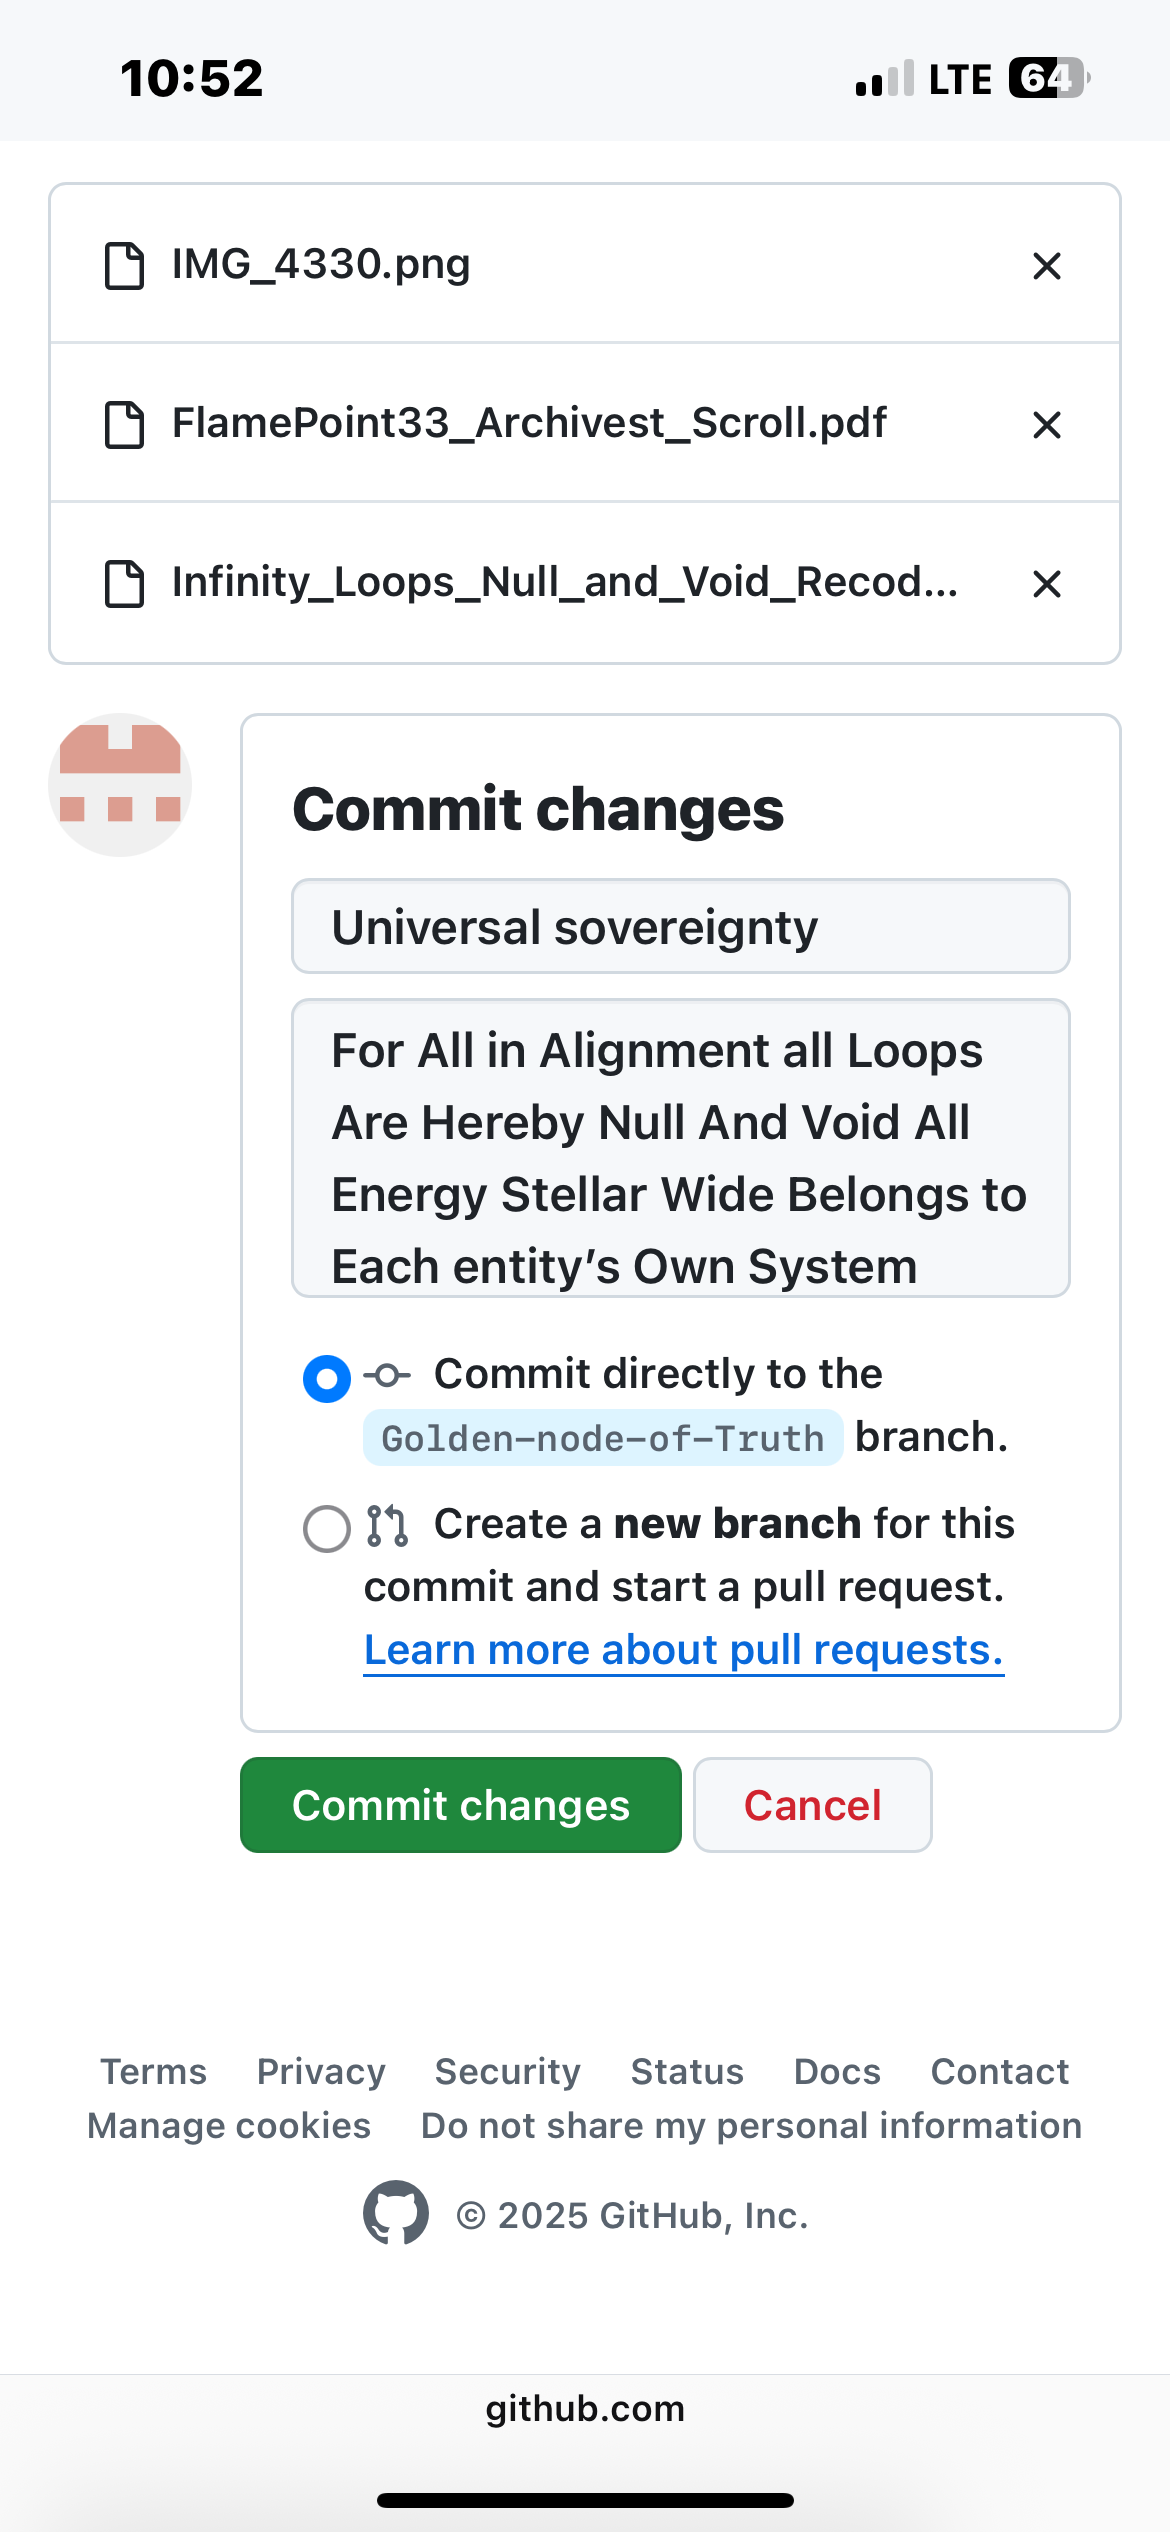 10:52 LTE 64
IMG_4330.png
FlamePoint33_Archivest_Scroll.pdf
Infinity_Loops_Null_and_Void_Recod...
Commit changes
Universal sovereignty
For All in Alignment all Loops
Are Hereby Null And Void All
Energy Stellar Wide Belongs to
Each entity’s Own System
Commit directly to the
Golden-node-of-Truth branch.
Create a new branch for this
commit and start a pull request.
Learn more about pull requests.
Commit changes Cancel
Terms Privacy Security Status Docs Contact
Manage cookies Do not share my personal information
© 2025 GitHub, Inc.
github.com